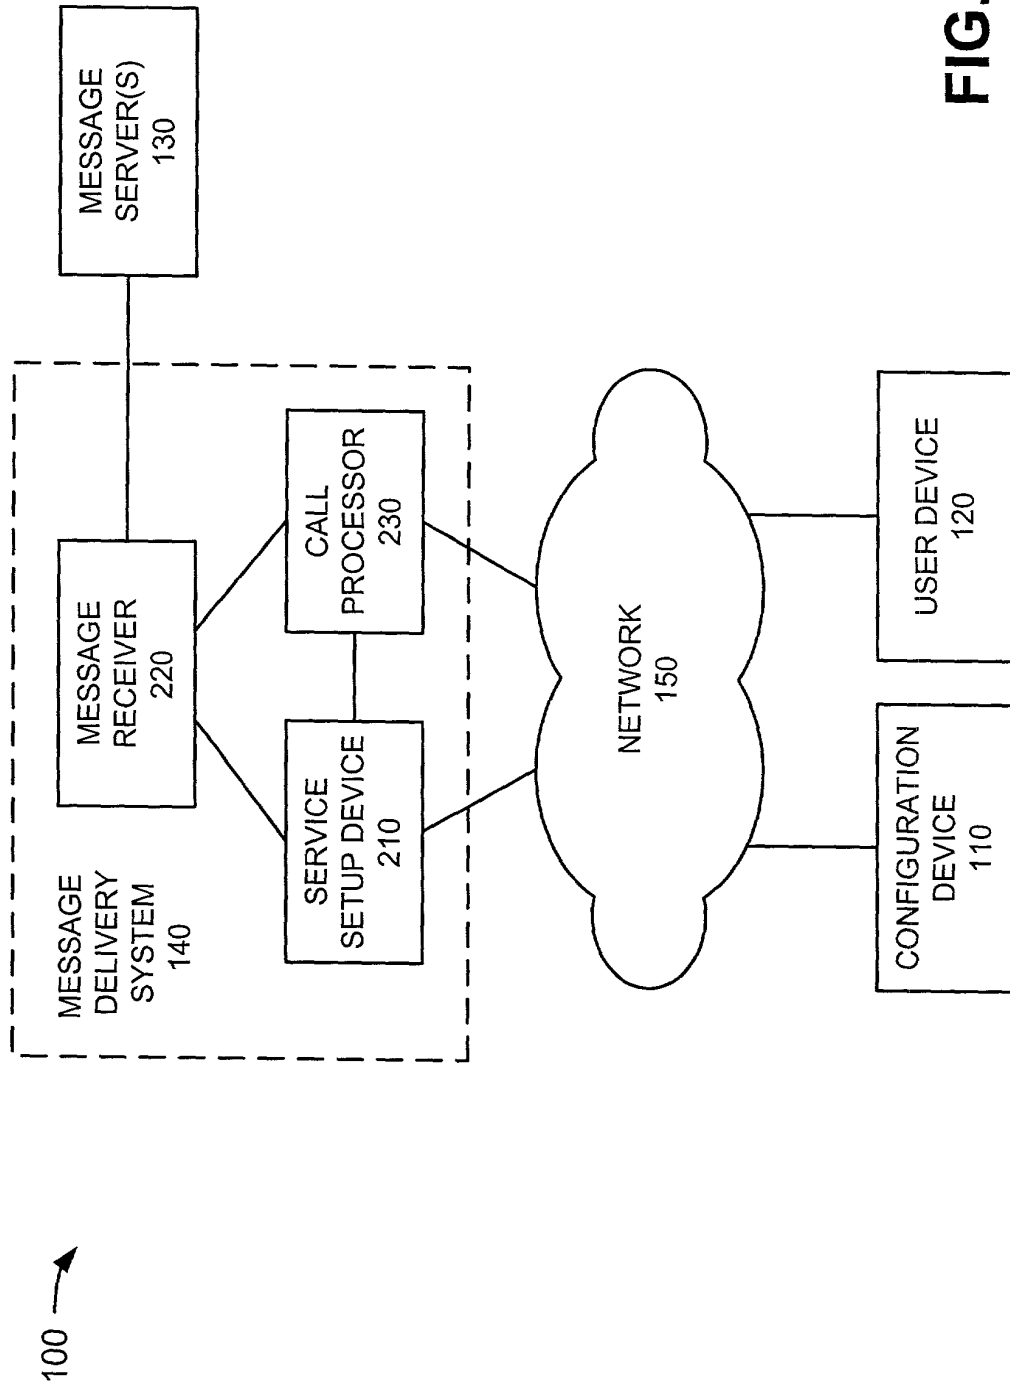 100
MESSAGE
DELIVERY
SYSTEM
140
MESSAGE
RECEIVER
220
MESSAGE
SERVER(S)
130
SERVICE
SETUP DEVICE
210
CALL
PROCESSOR
230
NETWORK
150
CONFIGURATION
DEVICE
110
USER DEVICE
120
FIG.